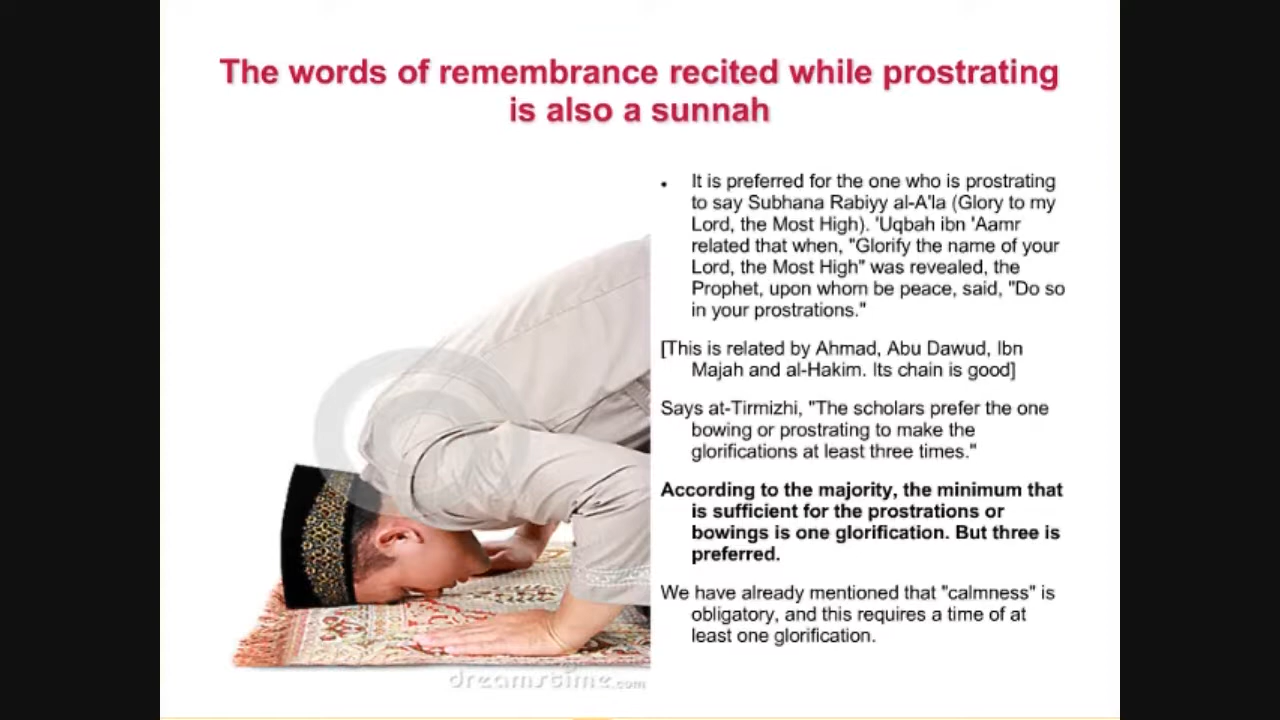 The words of remembrance recited while prostrating
is also a sunnah
• It is preferred for the one who is prostrating
to say Subhana Rabiyy al-A'la (Glory to my
Lord, the Most High). 'Uqbah ibn 'Aamr
related that when, "Glorify the name of your
Lord, the Most High" was revealed, the
Prophet, upon whom be peace, said, "Do so
in your prostrations."
[This is related by Ahmad, Abu Dawud, Ibn
Majah and al-Hakim. Its chain is good]
Says at-Tirmizhi, "The scholars prefer the one
bowing or prostrating to make the
glorifications at least three times."
According to the majority, the minimum that
is sufficient for the prostrations or
bowings is one glorification. But three is
preferred.
We have already mentioned that "calmness" is
obligatory, and this requires a time of at
least one glorification.
dreamstime.com